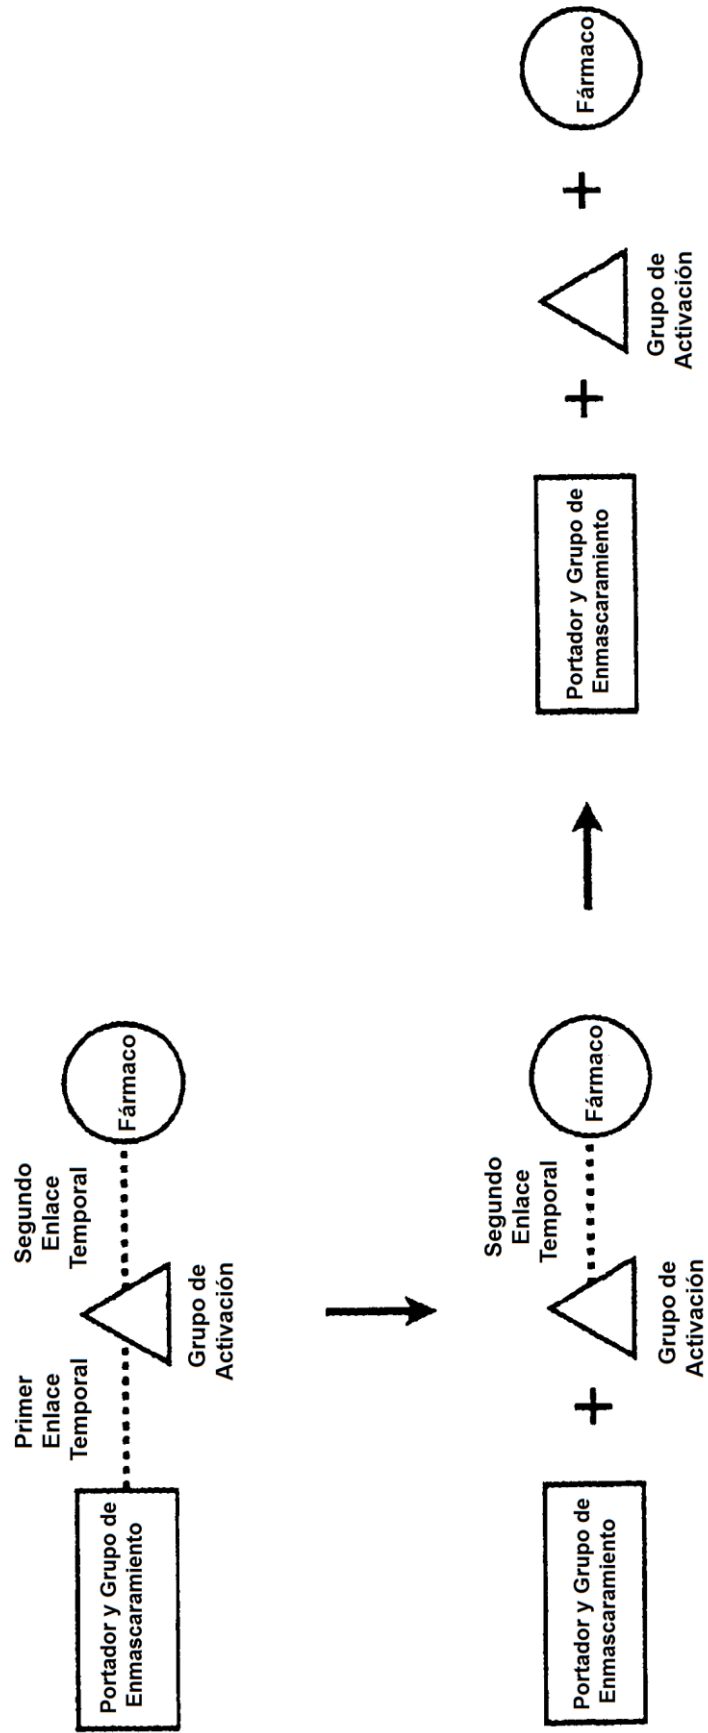 Primer
Enlace
Temporal
Segundo
Enlace
Temporal
Portador y Grupo de
Enmascaramiento
Fármaco
Grupo de
Activación
Segundo
Enlace
Temporal
Portador y Grupo de
Enmascaramiento
+
Fármaco
Grupo de
Activación
Portador y Grupo de
Enmascaramiento
+
+
Fármaco
Grupo de
Activación